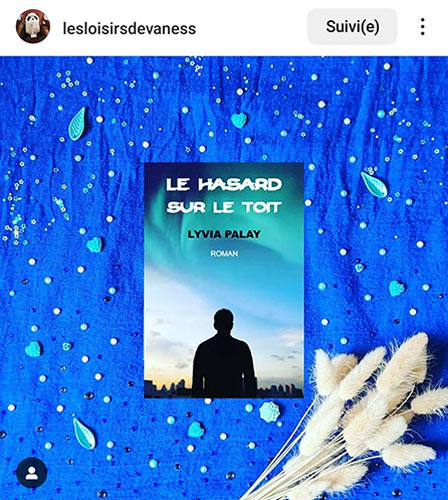 lesloisirsdevaness
Suivi(e)
LE HASARD
SUR LE TOIT
LYVIA PALAY
ROMAN